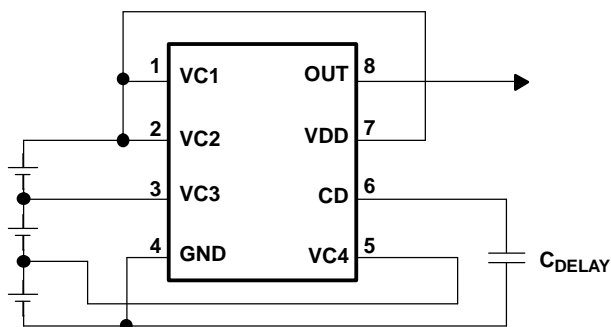 1 VC1 OUT 8
2 VC2 VDD 7
3 VC3 CD 6
4 GND VC4 5
CDELAY